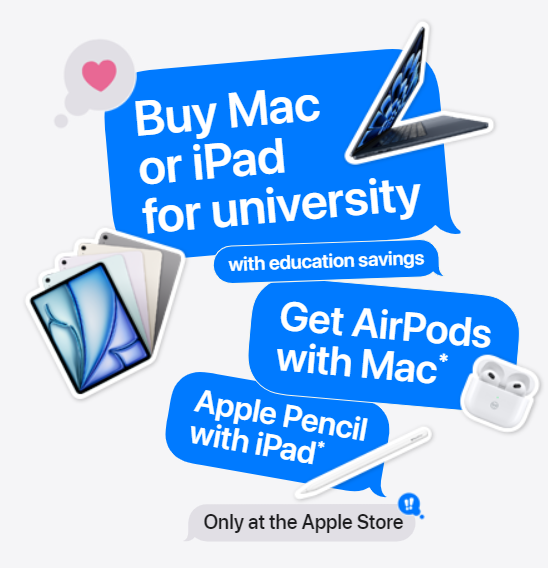 Buy Mac
or iPad
for university
with education savings
Get AirPods
with Mac*
Apple Pencil
with iPad*
!!
Only at the Apple Store